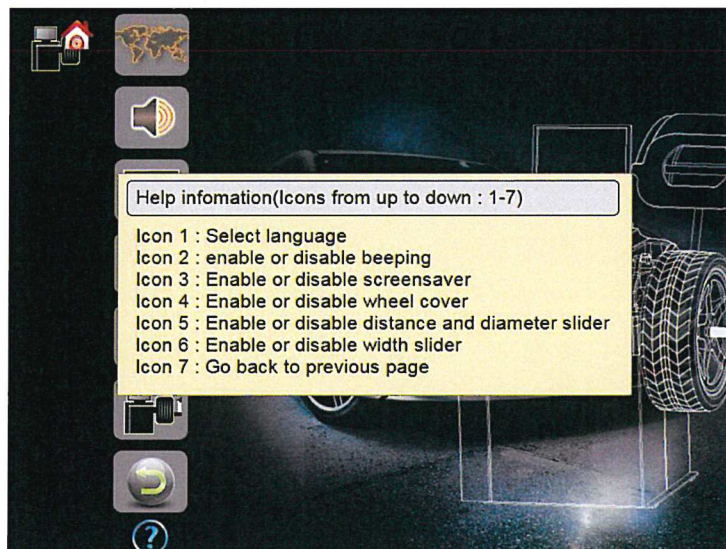 Help infomation(Icons from up to down : 1-7)
Icon 1 : Select language
Icon 2 : enable or disable beeping
Icon 3 : Enable or disable screensaver
Icon 4 : Enable or disable wheel cover
Icon 5 : Enable or disable distance and diameter slider
Icon 6 : Enable or disable width slider
Icon 7 : Go back to previous page
?